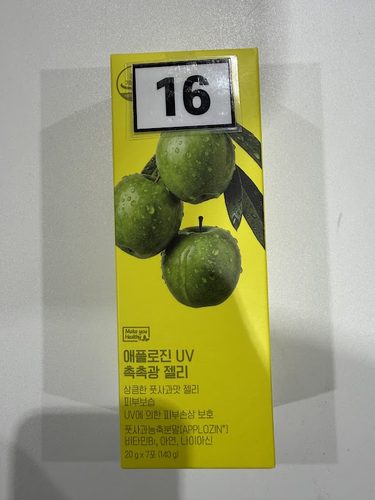 16
Make you
Healthy
애플로진 UV
촉촉광 젤리
상큼한 풋사과맛 젤리
피부보습
UV에 의한 피부손상 보호
풋사과농축분말[APPLOZIN®]
비타민B₁, 아연, 나이아신
20 g x 7포 (140 g)